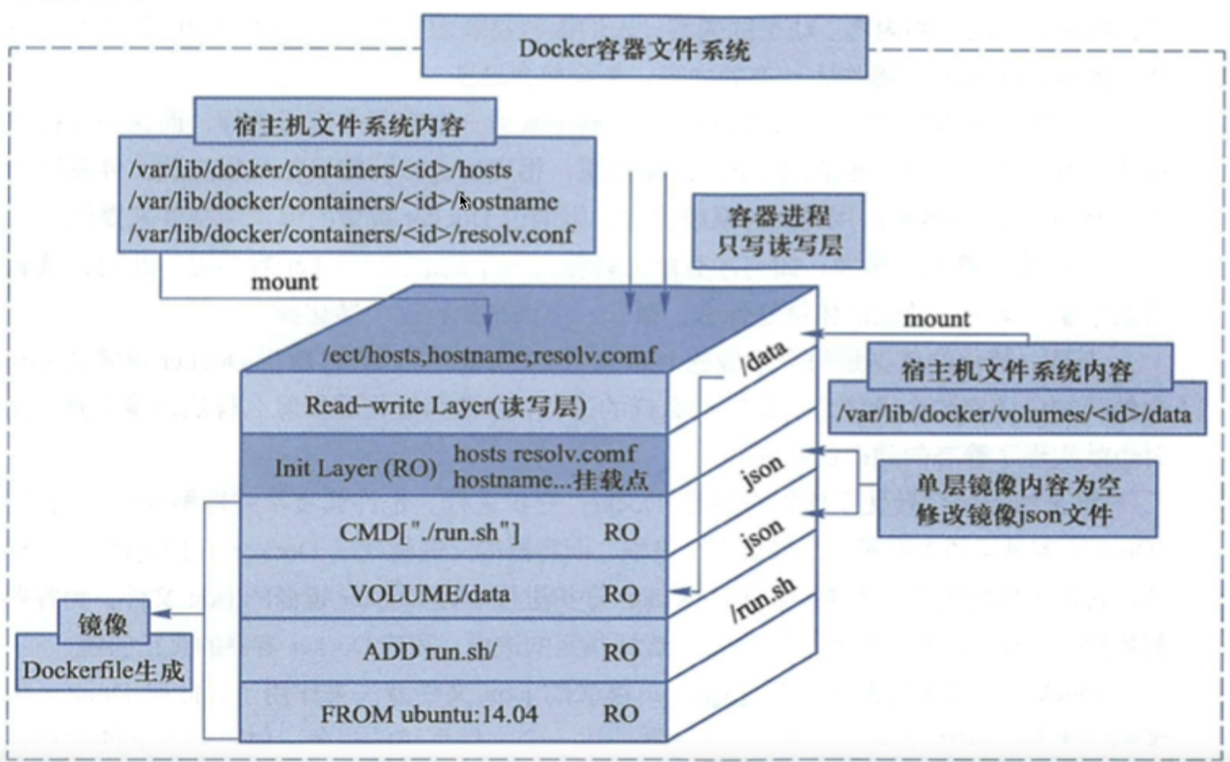 Docker容器文件系统
宿主机文件系统内容
/var/lib/docker/containers/<id>/hosts
/var/lib/docker/containers/<id>/hostname
/var/lib/docker/containers/<id>/resolv.conf
容器进程
只写读写层
mount
mount
/ect/hosts,hostname,resolv.comf
/data
宿主机文件系统内容
/var/lib/docker/volumes/<id>/data
Read-write Layer(读写层)
Init Layer (RO)
hosts resolv.comf
hostname...挂载点
json
单层镜像内容为空
修改镜像json文件
CMD["./run.sh"] RO
json
VOLUME/data RO
/run.sh
镜像
Dockerfile生成
ADD run.sh/ RO
FROM ubuntu:14.04 RO